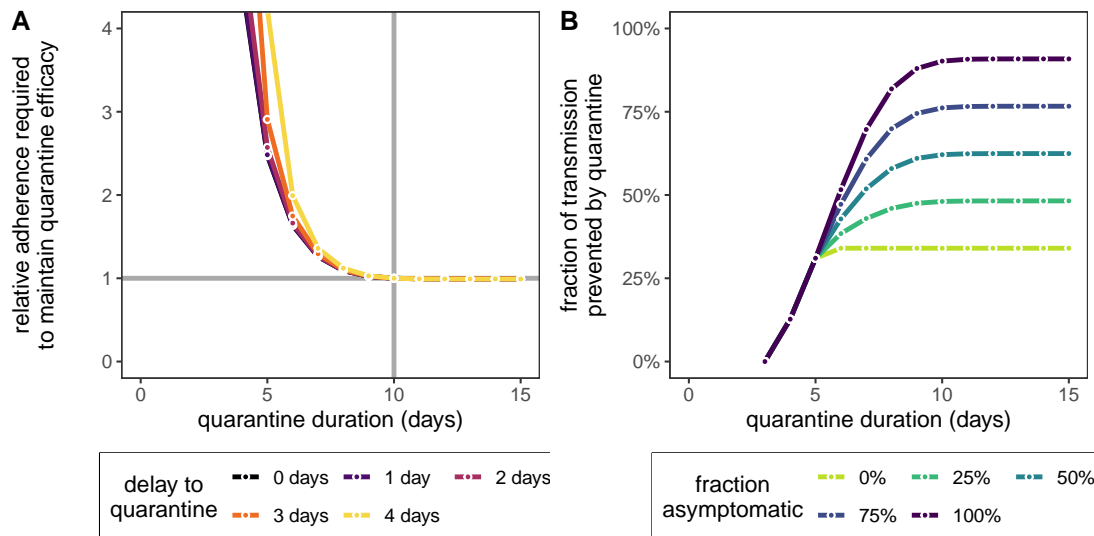 A
relative adherence required
to maintain quarantine efficacy
4
3
2
1
0
0
5
10
15
quarantine duration (days)
delay to
quarantine
0 days
1 day
2 days
3 days
4 days
B
fraction of transmission
prevented by quarantine
100%
75%
50%
25%
0%
0
5
10
15
quarantine duration (days)
fraction
asymptomatic
0%
25%
50%
75%
100%